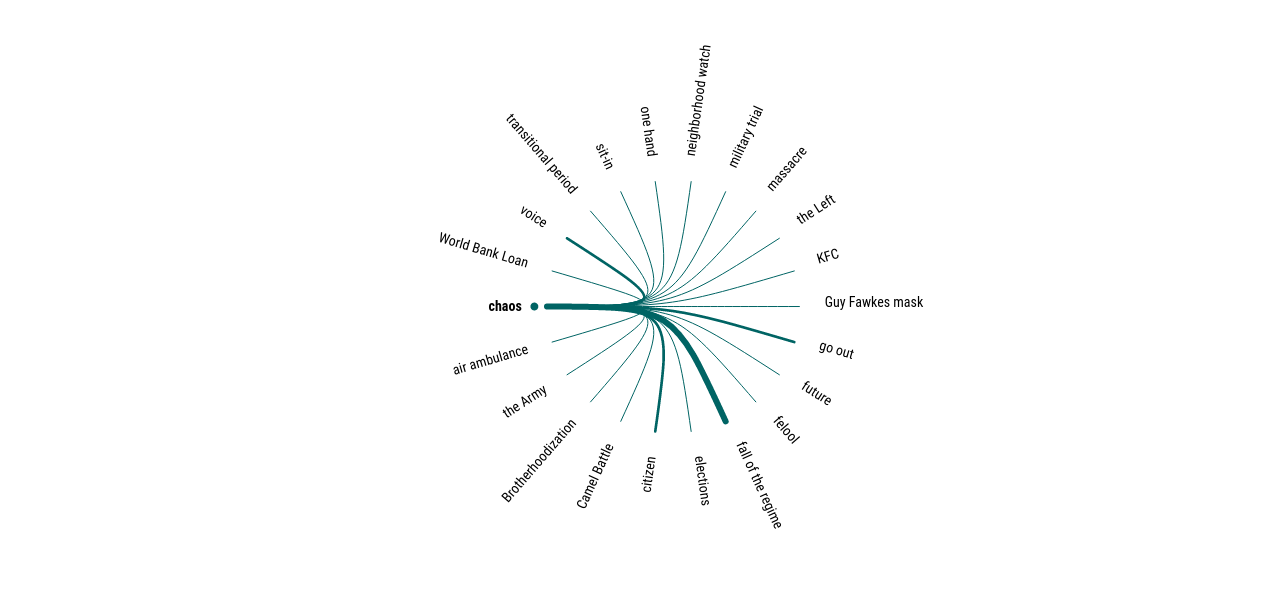 neighborhood watch
one hand
military trial
transitional period
sit-in
massacre
the Left
voice
World Bank Loan
KFC
chaos
Guy Fawkes mask
air ambulance
go out
the Army
future
Brotherhoodization
felool
Camel Battle
citizen
elections
fall of the regime